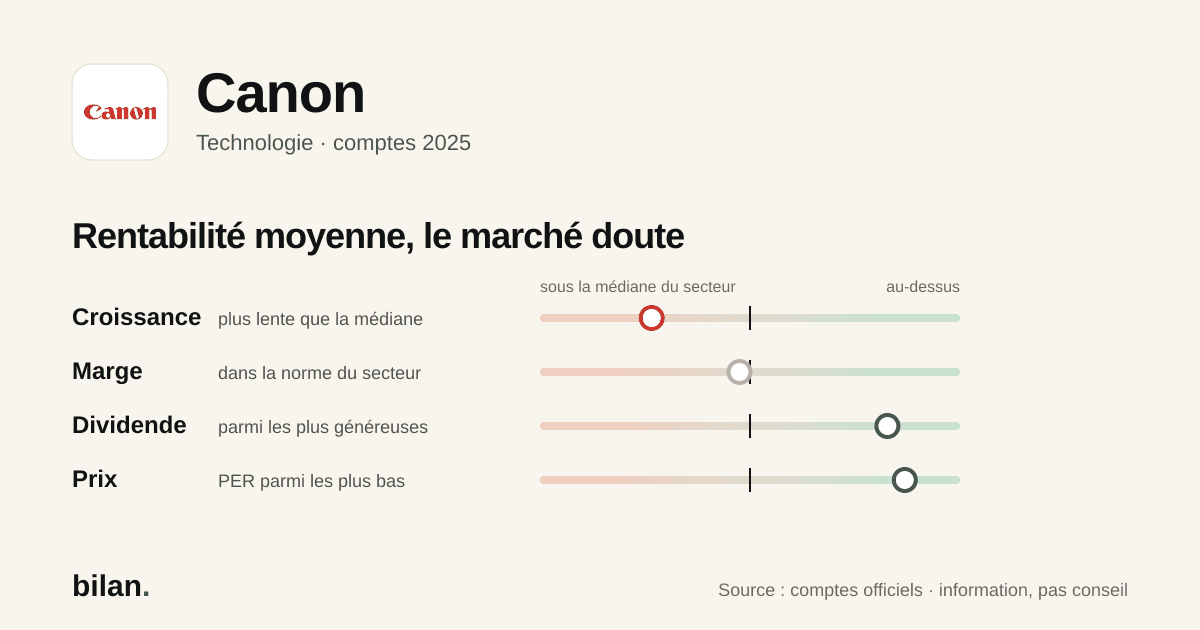 Canon
Canon
Technologie · comptes 2025
Rentabilité moyenne, le marché doute
sous la médiane du secteur au-dessus
Croissance plus lente que la médiane
Marge dans la norme du secteur
Dividende parmi les plus généreuses
Prix PER parmi les plus bas
bilan.
Source : comptes officiels · information, pas conseil